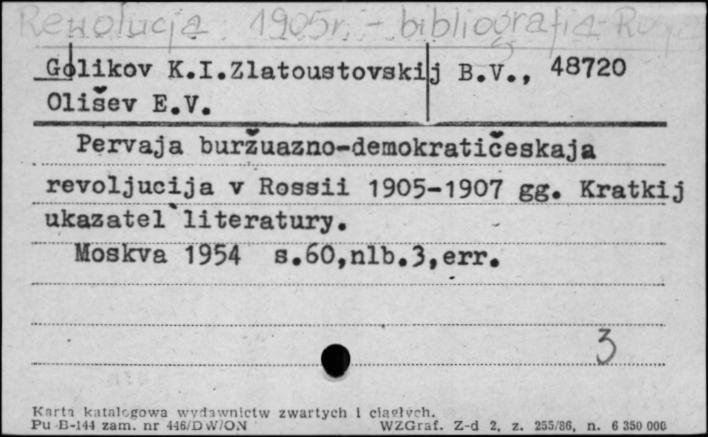 Rewolucja 1905r. - bibliografia - Rosja
Golikov K.I.Zlatoustovskij B.V., 48720
Olišev E.V.
Pervaja buržuazno-demokratičeskaja
revoljucija v Rossii 1905-1907 gg. Kratkij
ukazatel`literatury.
Moskva 1954 s.60,nlb.3,err.
3
Karta katalogowa wydawnictw zwartych i ciągłych.
Pu B-144 zam. nr 446/DW/ON WZGraf. Z-d 2, z. 255/86, n. 6 350 000